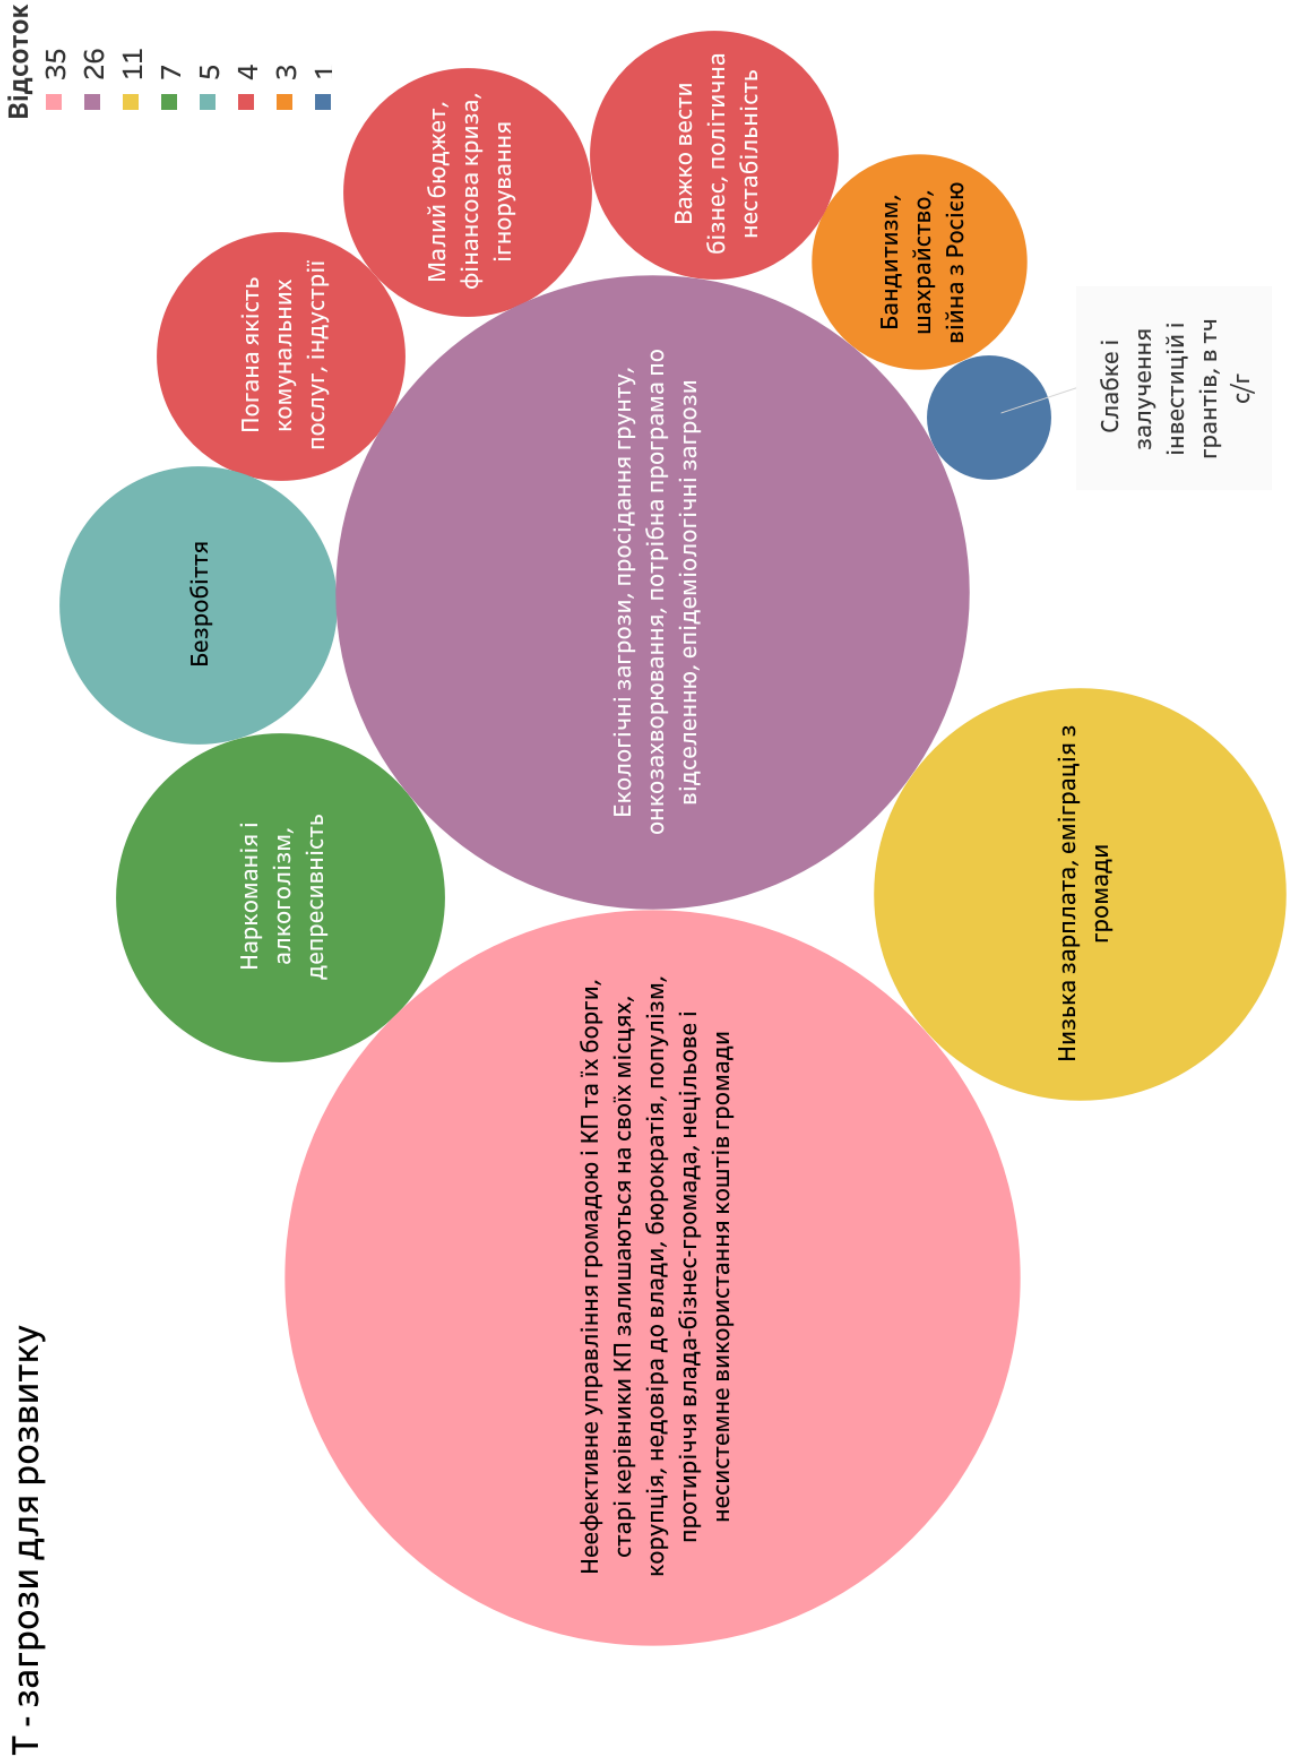 Т - загрози для розвитку
Відсоток
35
26
11
7
5
4
3
1
Наркоманія і
алкоголізм,
депресивність
Безробіття
Погана якість
комунальних
послуг, індустрії
Малий бюджет,
фінансова криза,
ігнорування
Важко вести
бізнес, політична
нестабільність
Бандитизм,
шахрайство,
війна з Росією
Неефективне управління громадою і КП та їх борги,
старі керівники КП залишаються на своїх місцях,
корупція, недовіра до влади, бюрократія, популізм,
протиріччя влада-бізнес-громада, нецільове і
несистемне використання коштів громади
Екологічні загрози, просідання грунту,
онкозахворювання, потрібна програма по
відселенню, епідеміологічні загрози
Низька зарплата, еміграція з
громади
Слабке і
залучення
інвестицій і
грантів, в тч
с/г